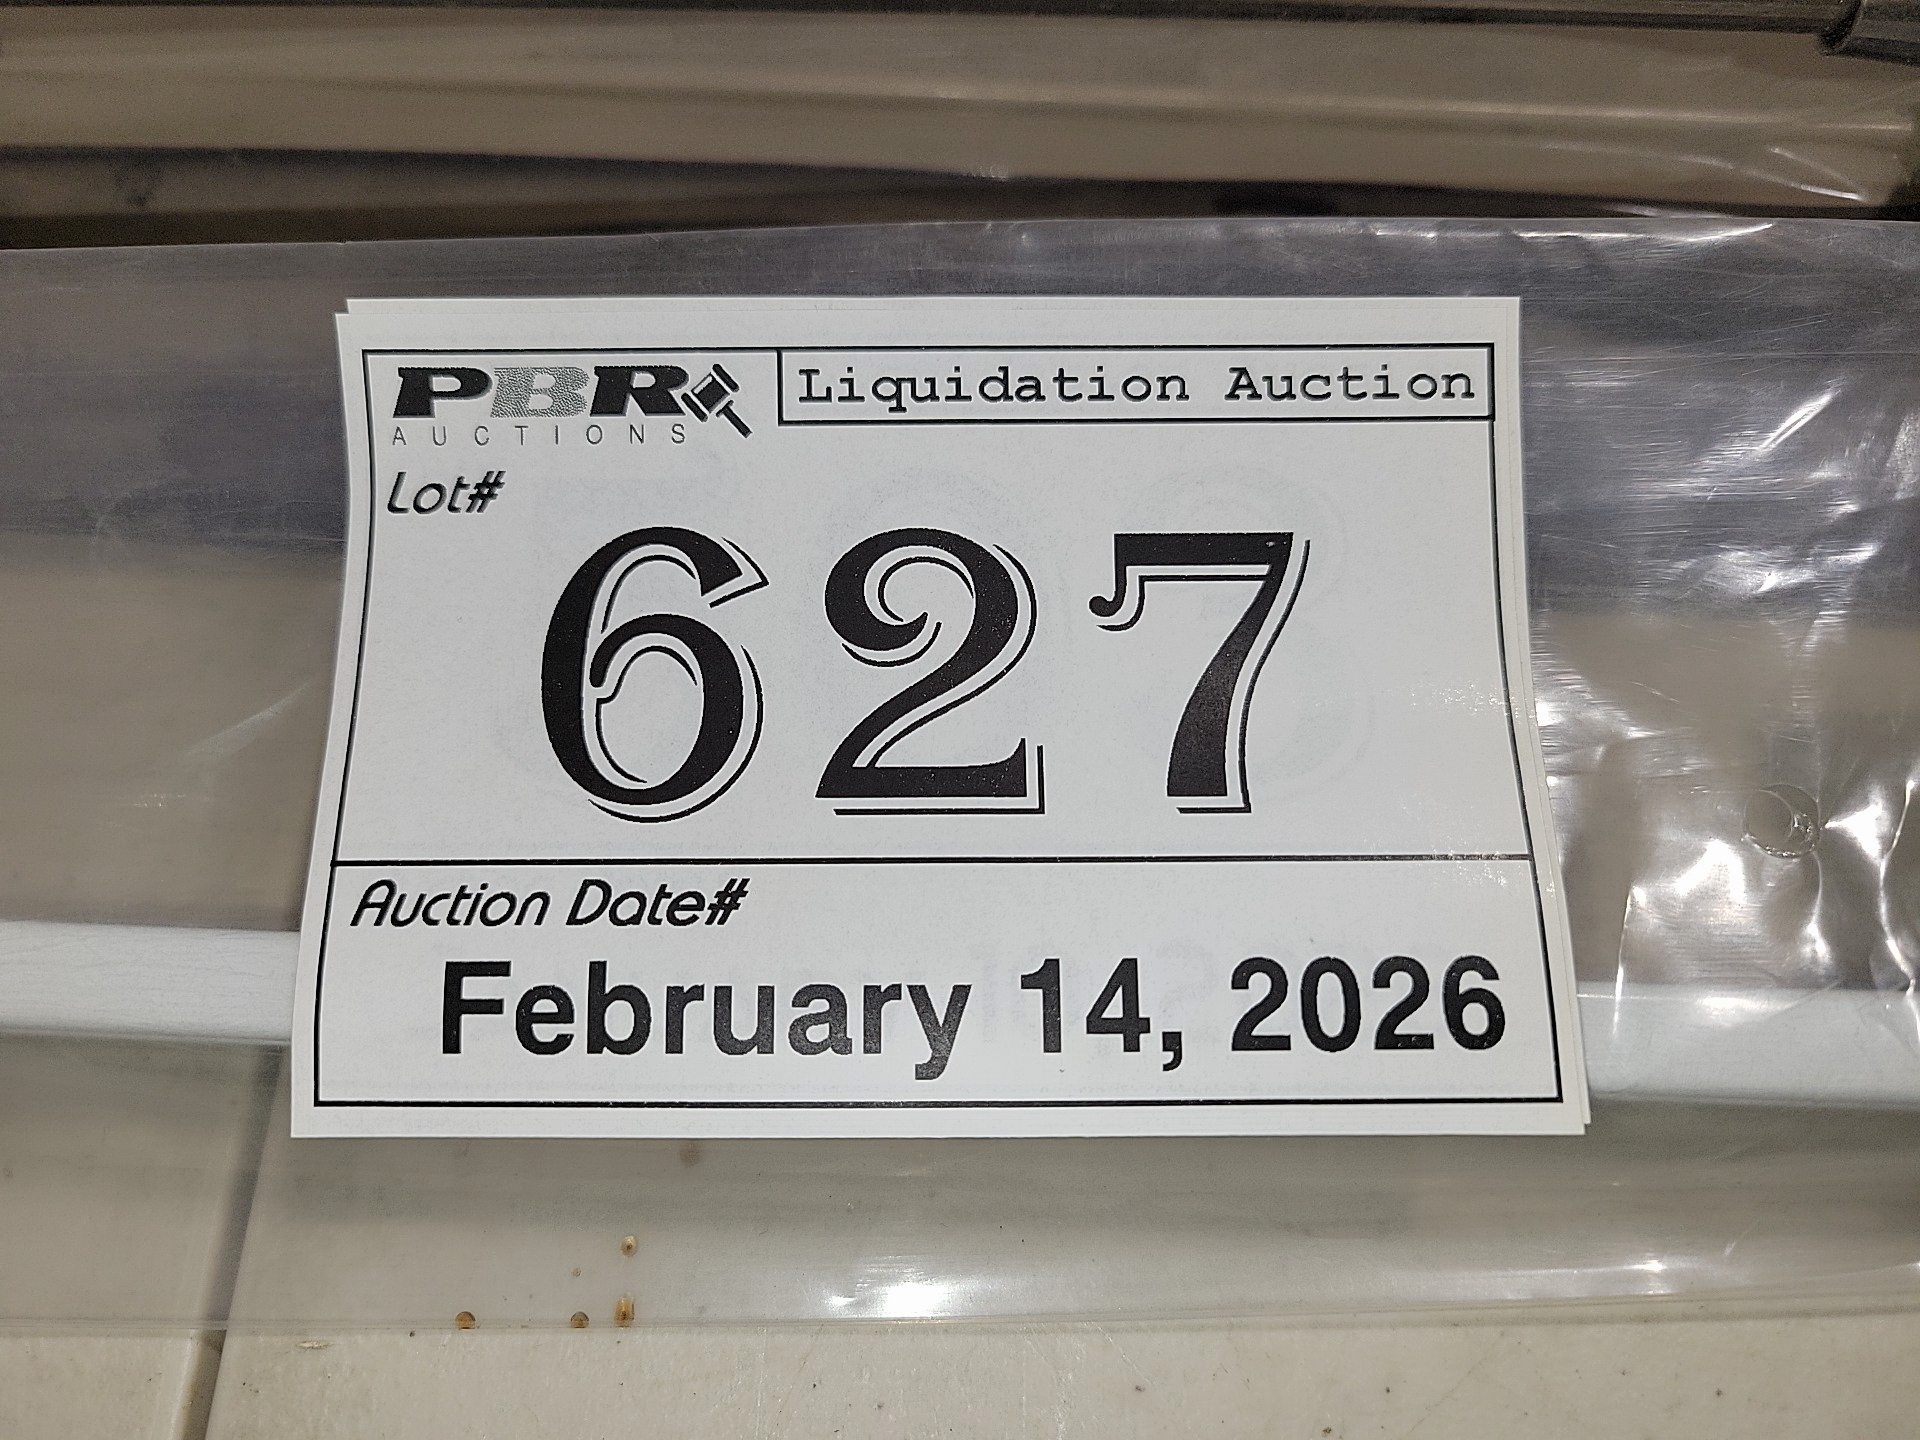 PBR
AUCTIONS
Liquidation Auction
Lot#
627
Auction Date#
February 14, 2026